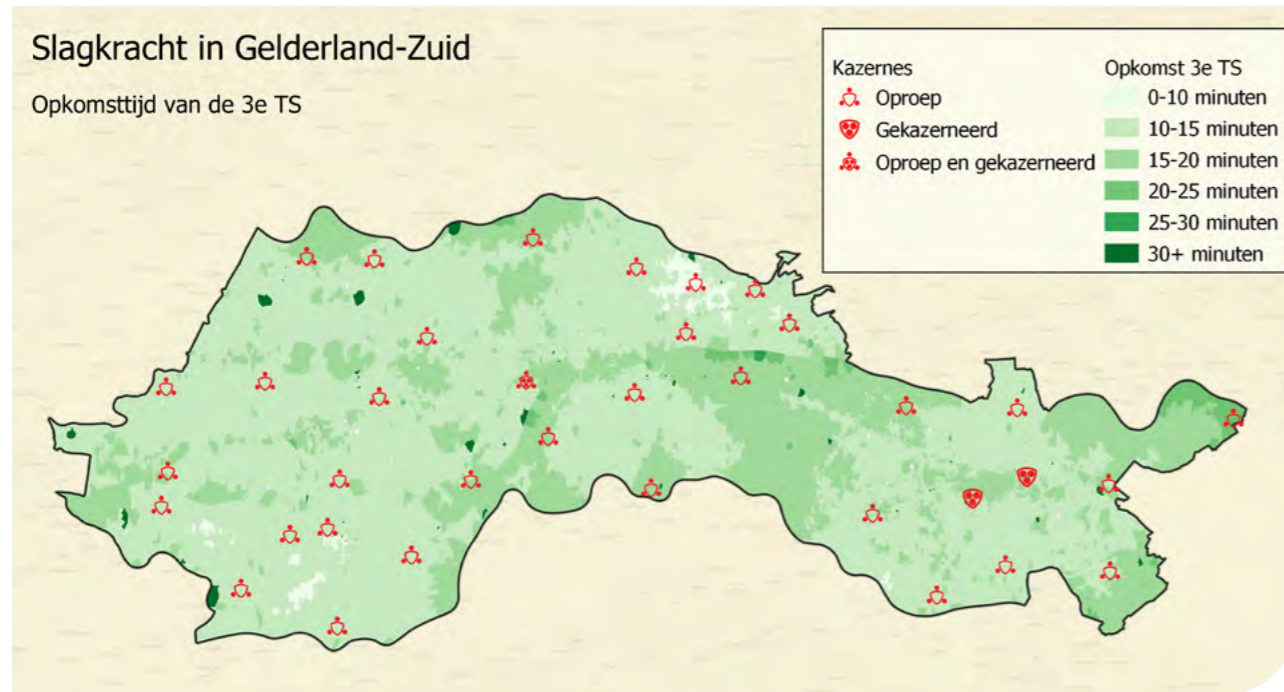 Slagkracht in Gelderland-Zuid
Opkomsttijd van de 3e TS
Kazernes
Oproep
Gekazerneerd
Oproep en gekazerneerd
Opkomst 3e TS
0-10 minuten
10-15 minuten
15-20 minuten
20-25 minuten
25-30 minuten
30+ minuten